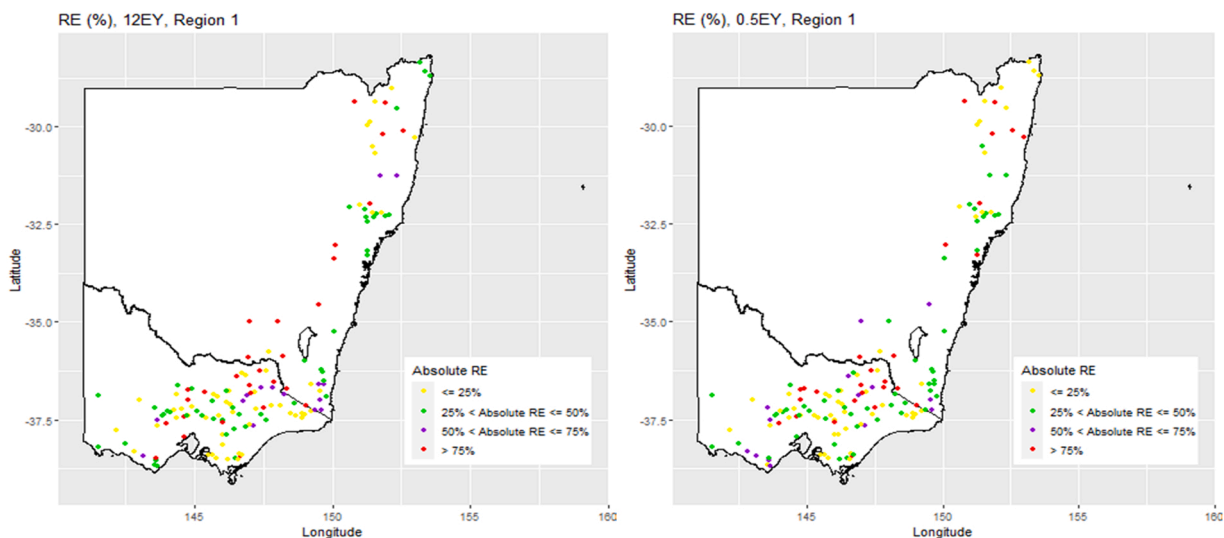 RE (%), 12EY, Region 1
-30.0
-32.5
-35.0
-37.5
Latitude
145
150
155
160
Longitude
Absolute RE
<= 25%
25% < Absolute RE <= 50%
50% < Absolute RE <= 75%
> 75%
RE (%), 0.5EY, Region 1
-30.0
-32.5
-35.0
-37.5
Latitude
145
150
155
160
Longitude
Absolute RE
<= 25%
25% < Absolute RE <= 50%
50% < Absolute RE <= 75%
> 75%